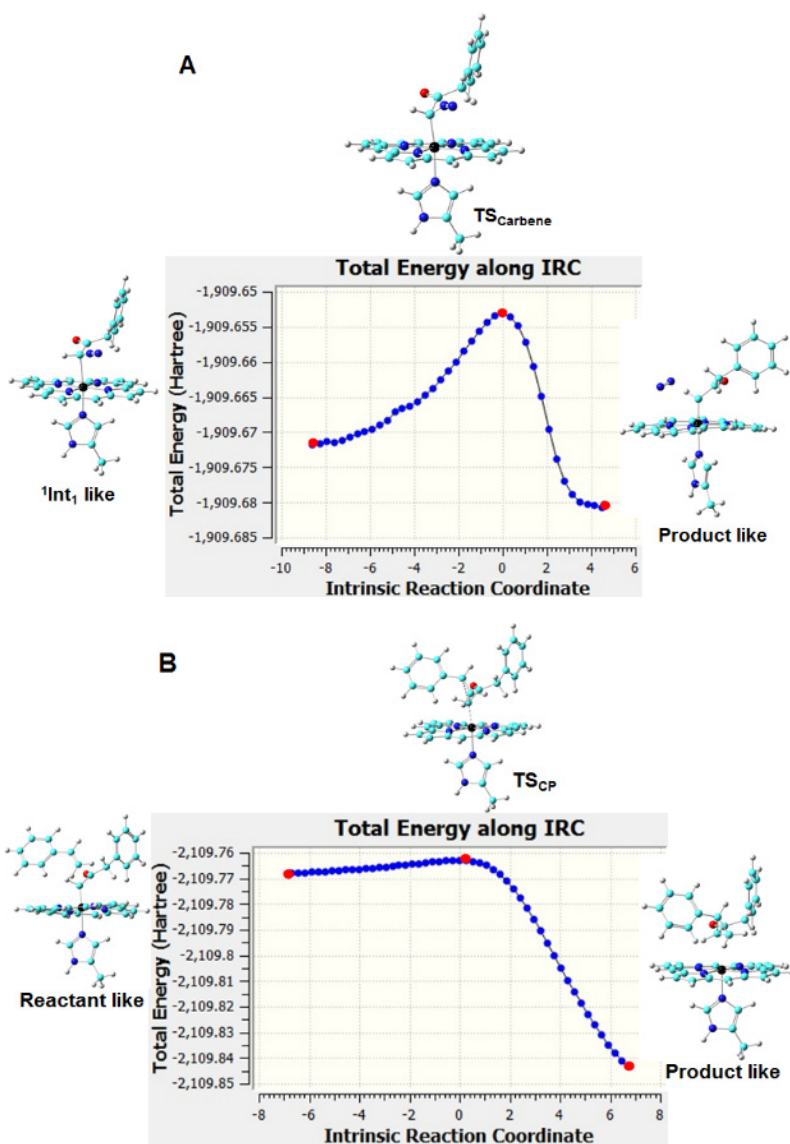 A
TS_Carbene
Total Energy along IRC
Total Energy (Hartree)
-1,909.65
-1,909.655
-1,909.66
-1,909.665
-1,909.67
-1,909.675
-1,909.68
-1,909.685
-10 -8 -6 -4 -2 0 2 4 6
Intrinsic Reaction Coordinate
¹Int₁ like
Product like
B
TS_CP
Total Energy along IRC
Total Energy (Hartree)
-2,109.76
-2,109.77
-2,109.78
-2,109.79
-2,109.8
-2,109.81
-2,109.82
-2,109.83
-2,109.84
-2,109.85
-8 -6 -4 -2 0 2 4 6 8
Intrinsic Reaction Coordinate
Reactant like
Product like